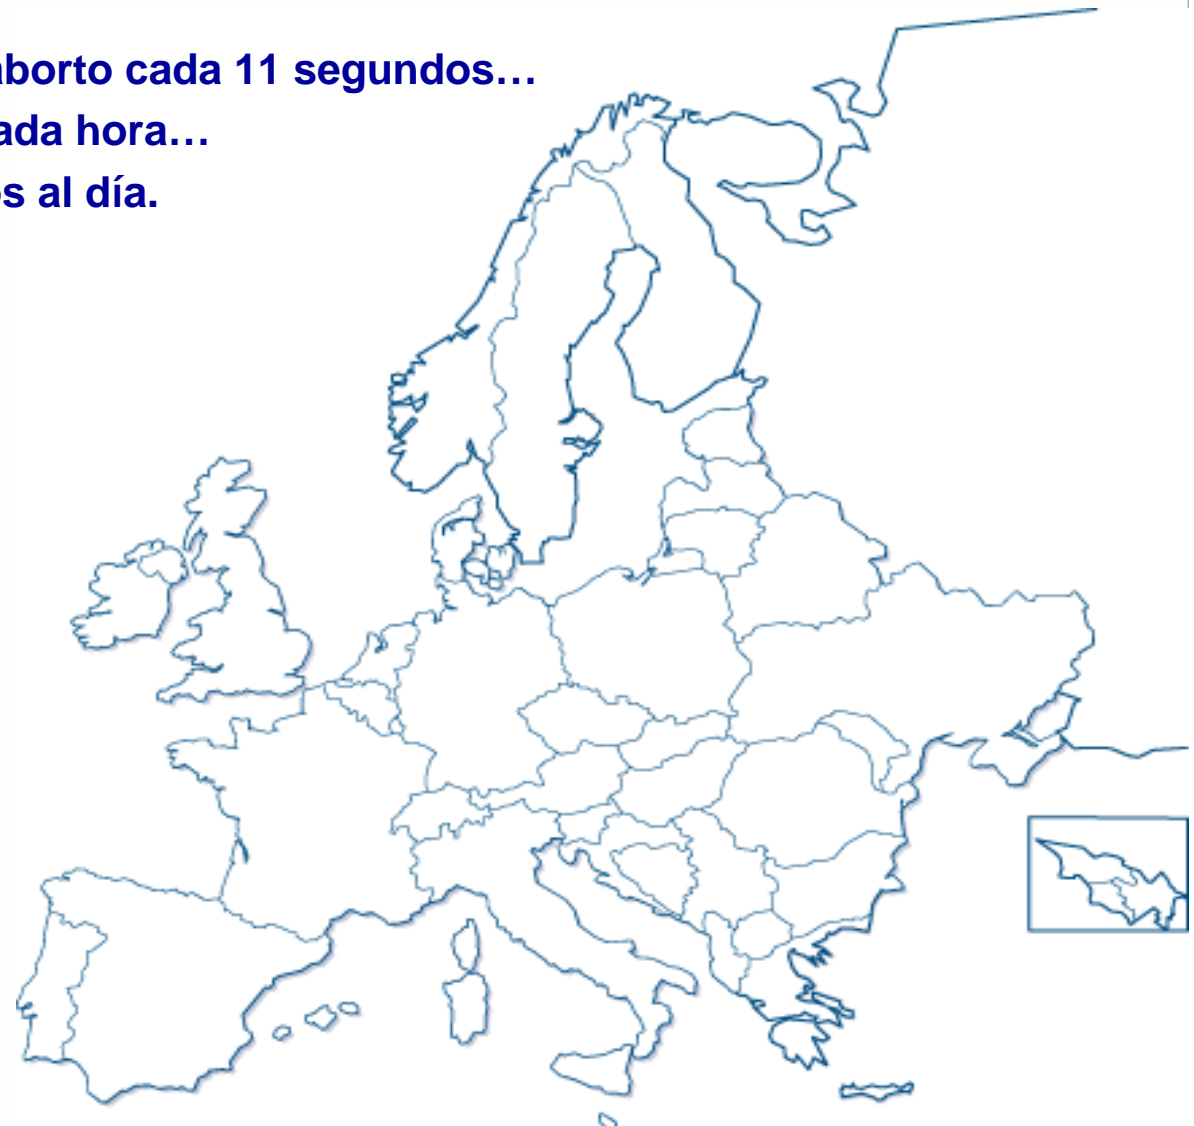 aborto cada 11 segundos…
ada hora…
s al día.